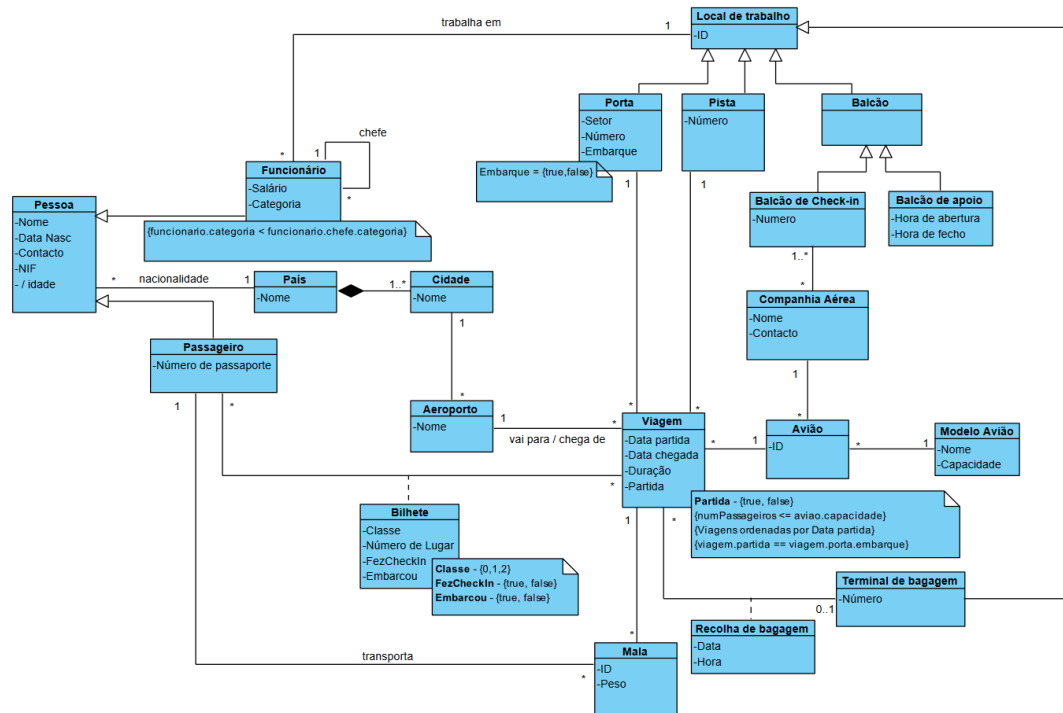 Local de trabalho
-ID
trabalha em
1
*
Porta
-Setor
-Número
-Embarque
Embarque = {true,false}
1
Pista
-Número
1
Balcão
chefe
1
*
Funcionário
-Salário
-Categoria
{funcionario.categoria < funcionario.chefe.categoria}
Pessoa
-Nome
-Data Nasc
-Contacto
-NIF
- / idade
Balcão de Check-in
-Numero
1..*
Balcão de apoio
-Hora de abertura
-Hora de fecho
*
nacionalidade
1
País
-Nome
1..*
Cidade
-Nome
1
*
Companhia Aérea
-Nome
-Contacto
1
*
Passageiro
-Número de passaporte
1
*
*
Aeroporto
-Nome
1
*
vai para / chega de
*
*
Viagem
-Data partida
-Data chegada
-Duração
-Partida
*
1
Avião
-ID
*
1
Modelo Avião
-Nome
-Capacidade
*
1
*
Partida - {true, false}
{numPassageiros <= aviao.capacidade}
{Viagens ordenadas por Data partida}
{viagem.partida == viagem.porta.embarque}
Bilhete
-Classe
-Número de Lugar
-FezCheckIn
-Embarcou
Classe - {0,1,2}
FezCheckIn - {true, false}
Embarcou - {true, false}
Terminal de bagagem
-Número
0..1
Recolha de bagagem
-Data
-Hora
transporta
*
*
Mala
-ID
-Peso